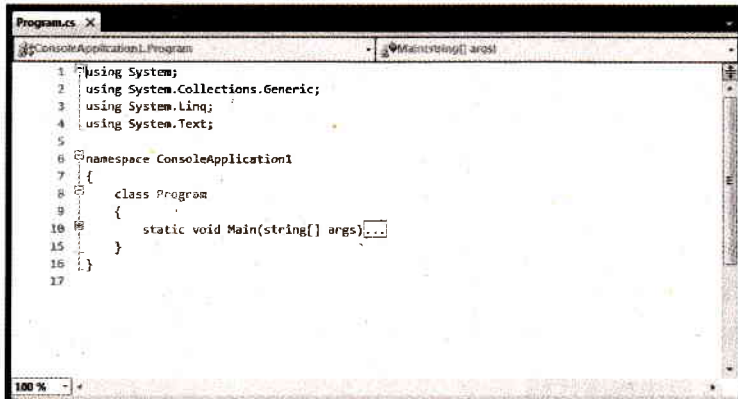 Program.cs X
ConsoleApplication1.Program
Main(string[] args)
1 using System;
2 using System.Collections.Generic;
3 using System.Linq;
4 using System.Text;
5
6 namespace ConsoleApplication1
7 {
8 class Program
9 {
10 static void Main(string[] args)...
15 }
16 }
17
100 %